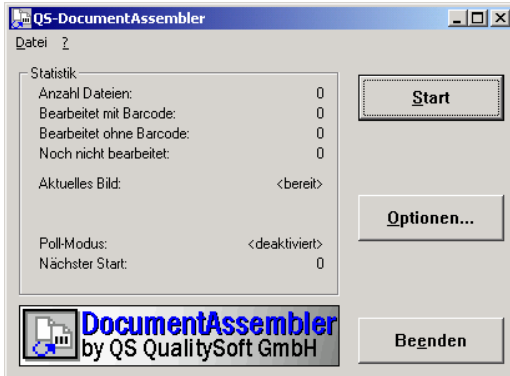 QS-DocumentAssembler
Datei ?
Statistik
Anzahl Dateien: 0
Bearbeitet mit Barcode: 0
Bearbeitet ohne Barcode: 0
Noch nicht bearbeitet: 0
Aktuelles Bild: <bereit>
Poll-Modus: <deaktiviert>
Nächster Start: 0
Start
Optionen...
Beenden
DocumentAssembler
by QS QualitySoft GmbH